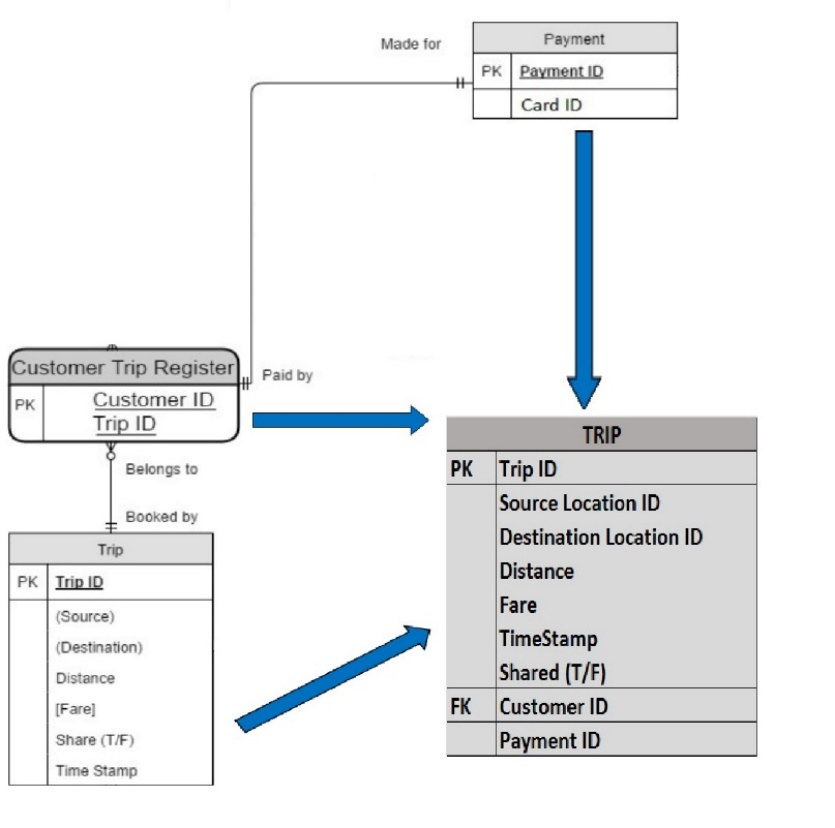 Made for
Payment
PK Payment ID
Card ID
Customer Trip Register
PK Customer ID
Trip ID
Paid by
Belongs to
Booked by
Trip
PK Trip ID
(Source)
(Destination)
Distance
[Fare]
Share (T/F)
Time Stamp
TRIP
PK Trip ID
Source Location ID
Destination Location ID
Distance
Fare
TimeStamp
Shared (T/F)
FK Customer ID
Payment ID